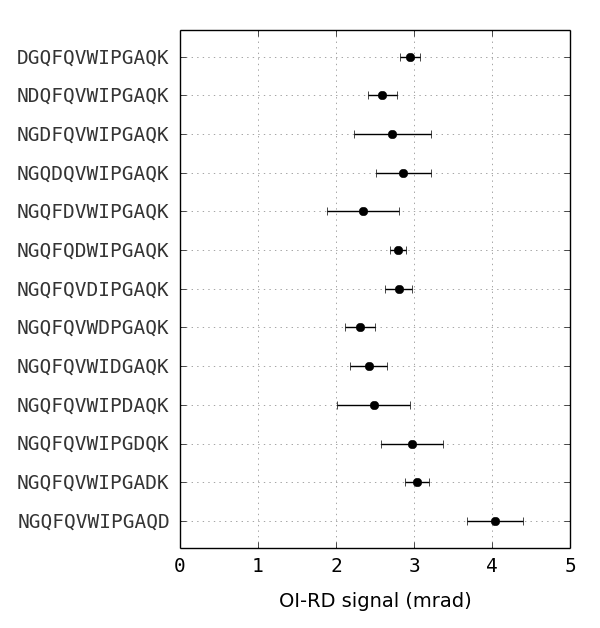 DGQFQVWIPGAQK
NDQFQVWIPGAQK
NGDFQVWIPGAQK
NGQDQVWIPGAQK
NGQFDVWIPGAQK
NGQFQDWIPGAQK
NGQFQVDIPGAQK
NGQFQVWDPGAQK
NGQFQVWIDGAQK
NGQFQVWIPDAQK
NGQFQVWIPGDQK
NGQFQVWIPGADK
NGQFQVWIPGAQD
0 1 2 3 4 5
OI-RD signal (mrad)